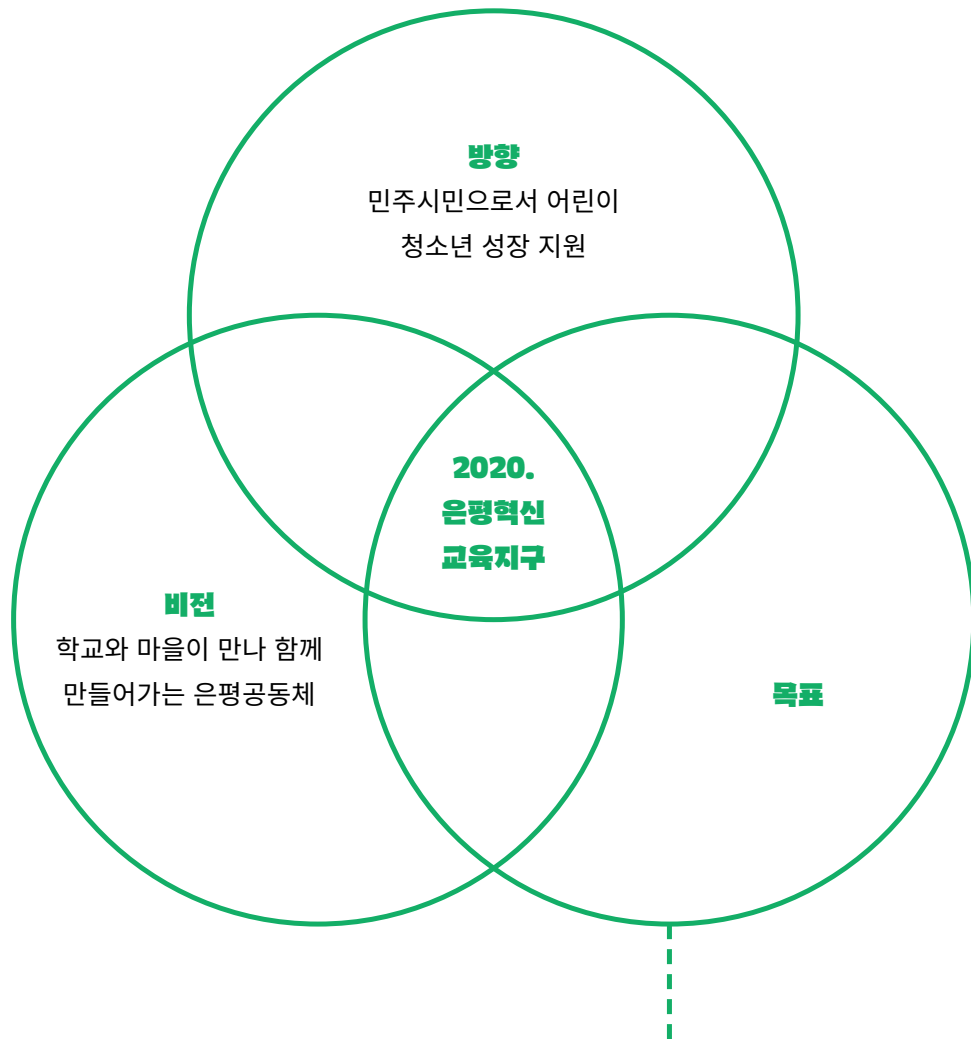 방향
민주시민으로서 어린이
청소년 성장 지원
2020.
은평혁신
교육지구
비전
학교와 마을이 만나 함께
만들어가는 은평공동체
목표